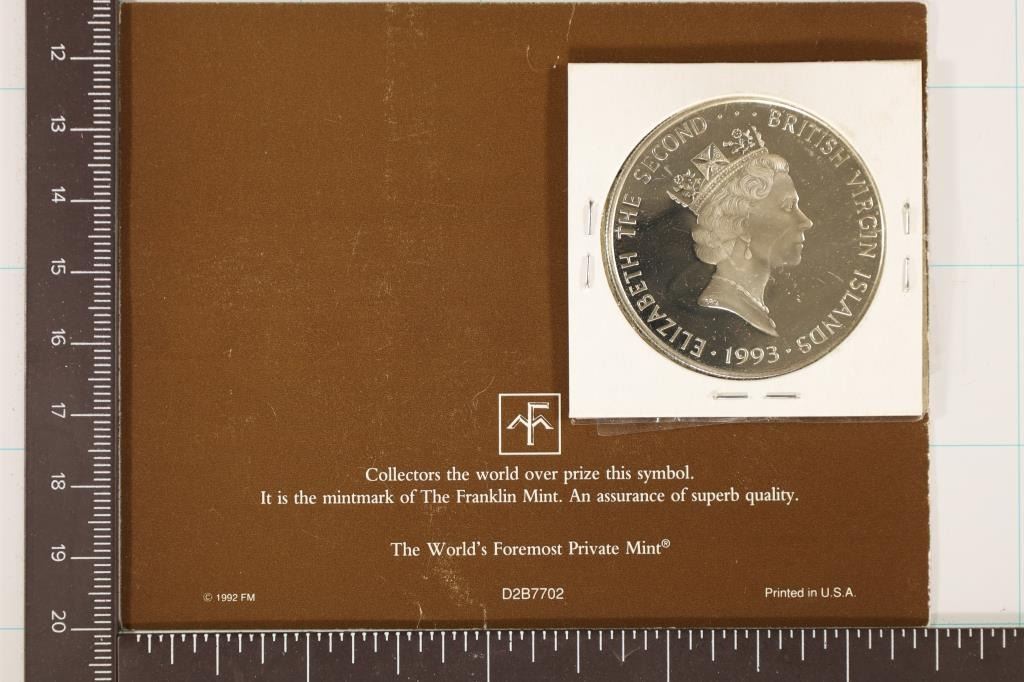 12
13
14
15
16
17
18
19
20
ELIZABETH THE SECOND · · · BRITISH VIRGIN ISLANDS · 1993 ·
FM
Collectors the world over prize this symbol.
It is the mintmark of The Franklin Mint. An assurance of superb quality.
The World's Foremost Private Mint®
© 1992 FM
D2B7702
Printed in U.S.A.